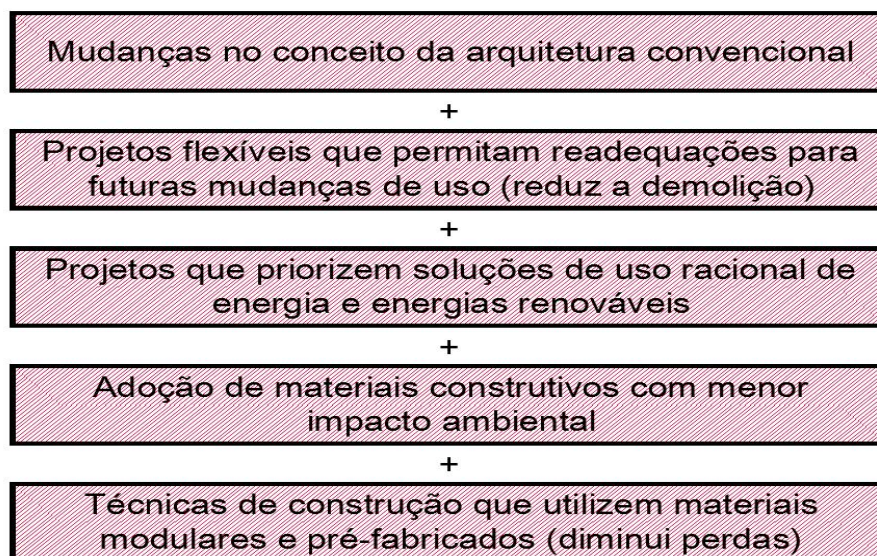 Mudanças no conceito da arquitetura convencional
+
Projetos flexíveis que permitam readequações para
futuras mudanças de uso (reduz a demolição)
+
Projetos que priorizem soluções de uso racional de
energia e energias renováveis
+
Adoção de materiais construtivos com menor
impacto ambiental
+
Técnicas de construção que utilizem materiais
modulares e pré-fabricados (diminui perdas)